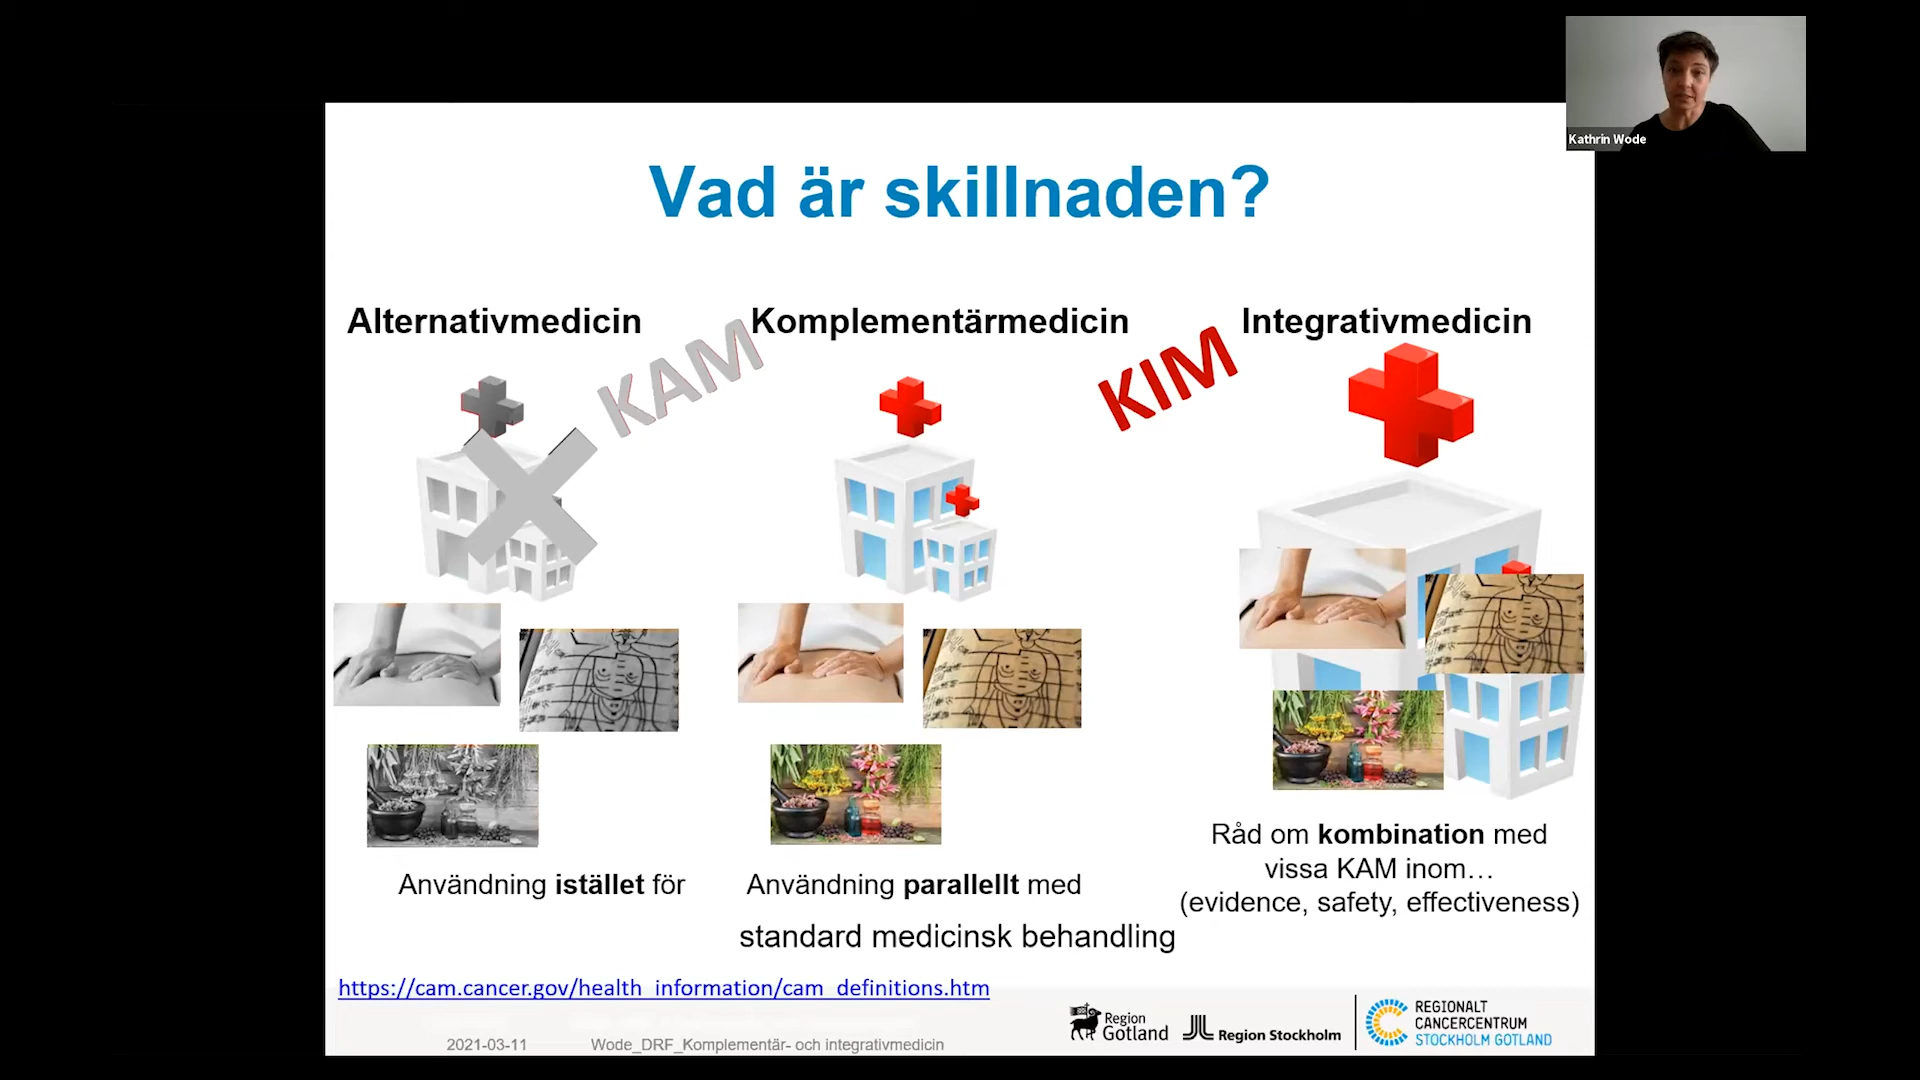 Kathrin Wode
Vad är skillnaden?
Alternativmedicin
KAM
Komplementärmedicin
KIM
Integrativmedicin
Användning istället för
Användning parallellt med
standard medicinsk behandling
Råd om kombination med
vissa KAM inom…
(evidence, safety, effectiveness)
https://cam.cancer.gov/health_information/cam_definitions.htm
2021-03-11
Wode_DRF_Komplementär- och integrativmedicin
Region
Gotland
Region Stockholm
REGIONALT
CANCERCENTRUM
STOCKHOLM GOTLAND